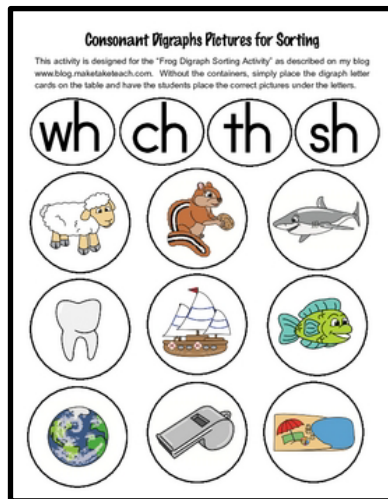 Consonant Digraphs Pictures for Sorting
This activity is designed for the “Frog Digraph Sorting Activity” as described on my blog
www.blog.maketaketeach.com. Without the containers, simply place the digraph letter
cards on the table and have the students place the correct pictures under the letters.
wh ch th sh